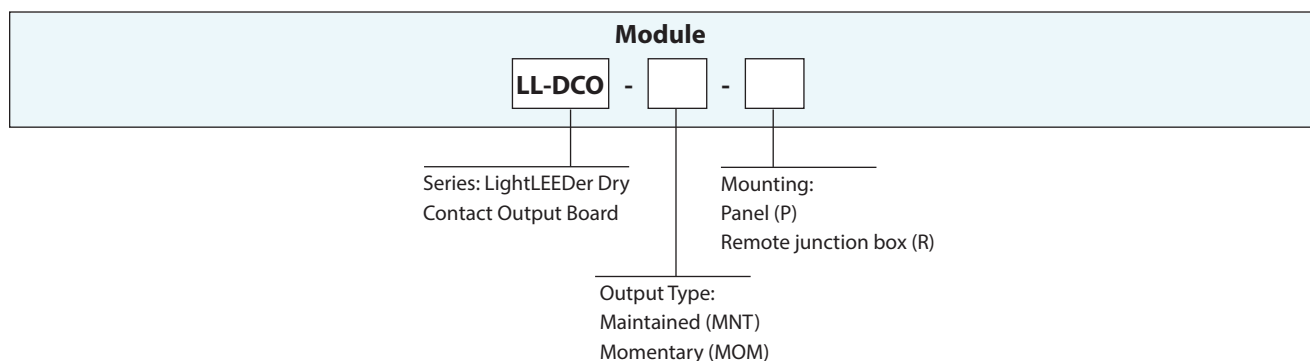 Module
LL-DCO - -
Series: LightLEEDer Dry
Contact Output Board
Mounting:
Panel (P)
Remote junction box (R)
Output Type:
Maintained (MNT)
Momentary (MOM)